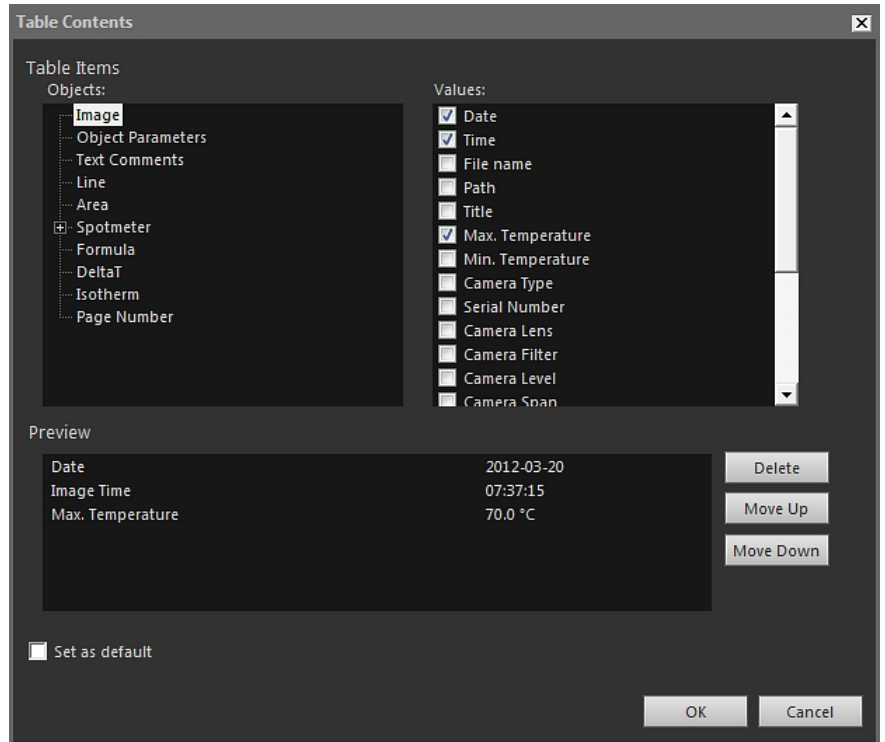 Table Contents
Table Items
Objects:
Image
Object Parameters
Text Comments
Line
Area
Spotmeter
Formula
DeltaT
Isotherm
Page Number
Values:
Date
Time
File name
Path
Title
Max. Temperature
Min. Temperature
Camera Type
Serial Number
Camera Lens
Camera Filter
Camera Level
Camera Span
Preview
Date 2012-03-20
Image Time 07:37:15
Max. Temperature 70.0 °C
Delete
Move Up
Move Down
Set as default
OK
Cancel